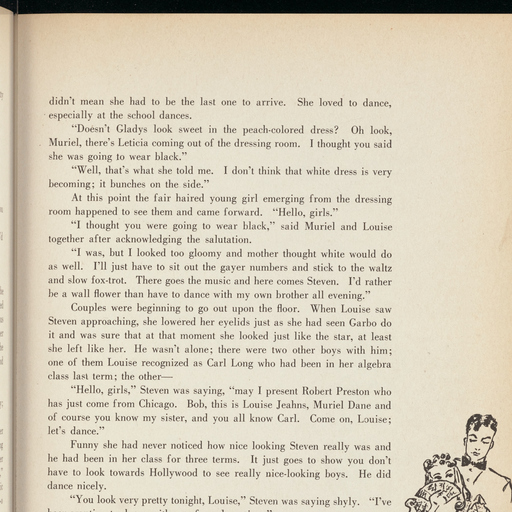 didn't mean she had to be the last one to arrive. She loved to dance,
especially at the school dances.
"Doesn't Gladys look sweet in the peach-colored dress? Oh look,
Muriel, there's Leticia coming out of the dressing room. I thought you said
she was going to wear black."
"Well, that's what she told me. I don't think that white dress is very
becoming; it bunches on the side."
At this point the fair haired young girl emerging from the dressing
room happened to see them and came forward. "Hello, girls."
"I thought you were going to wear black," said Muriel and Louise
together after acknowledging the salutation.
"I was, but I looked too gloomy and mother thought white would do
as well. I'll just have to sit out the gayer numbers and stick to the waltz
and slow fox-trot. There goes the music and here comes Steven. I'd rather
be a wall flower than have to dance with my own brother all evening."
Couples were beginning to go out upon the floor. When Louise saw
Steven approaching, she lowered her eyelids just as she had seen Garbo do
it and was sure that at that moment she looked just like the star, at least
she left like her. He wasn't alone; there were two other boys with him;
one of them Louise recognized as Carl Long who had been in her algebra
class last term; the other—
"Hello, girls," Steven was saying, "may I present Robert Preston who
has just come from Chicago. Bob, this is Louise Jeahns, Muriel Dane and
of course you know my sister, and you all know Carl. Come on, Louise;
let's dance."
Funny she had never noticed how nice looking Steven really was and
he had been in her class for three terms. It just goes to show you don't
have to look towards Hollywood to see really nice-looking boys. He did
dance nicely.
"You look very pretty tonight, Louise," Steven was saying shyly. "I've